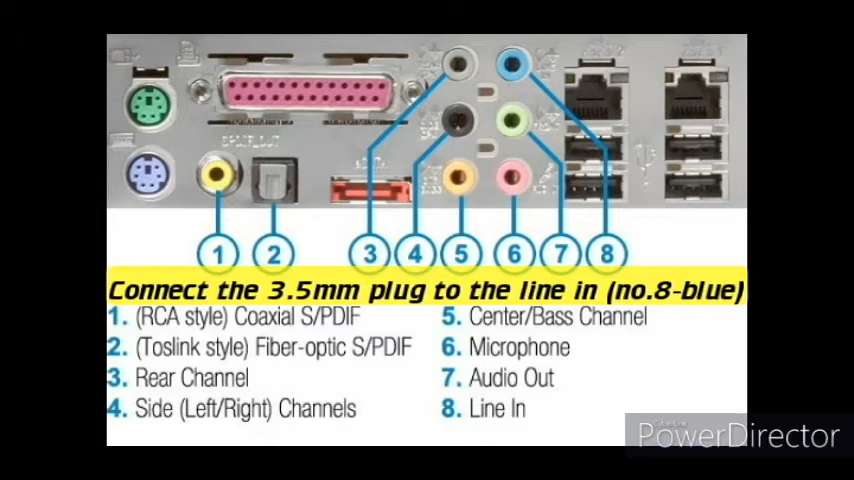 1 2 3 4 5 6 7 8
Connect the 3.5mm plug to the line in (no.8-blue)
1. (RCA style) Coaxial S/PDIF
2. (Toslink style) Fiber-optic S/PDIF
3. Rear Channel
4. Side (Left/Right) Channels
5. Center/Bass Channel
6. Microphone
7. Audio Out
8. Line In
PowerDirector